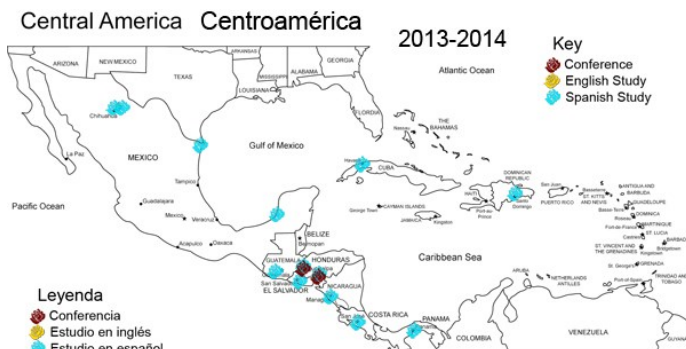 Central America Centroamérica
2013-2014
Key
Conference
English Study
Spanish Study
ARIZONA
NEW MEXICO
TEXAS
ARKANSAS
MISSISSIPPI
ALABAMA
GEORGIA
LOUISIANA
FLORIDA
Atlantic Ocean
Chihuahua
La Paz
MEXICO
Gulf of Mexico
Nassau
THE BAHAMAS
Havana
CUBA
Tampico
Pacific Ocean
Guadalajara
Mexico
Veracruz
Acapulco
Oaxaca
CAYMAN ISLANDS
George Town
JAMAICA
Kingston
HAITI
Port-au-Prince
DOMINICAN REPUBLIC
Santo Domingo
San Juan
PUERTO RICO
Basseterre
ST. KITTS AND NEVIS
ANTIGUA AND BARBUDA
GUADELOUPE
DOMINICA
Roseau
MARTINIQUE
Fort-de-France
ST. LUCIA
Castries
BARBAD
Bridgetown
ST. VINCENT AND THE GRENADINES
Kingstown
GRENADA
St. George's
TRINIDAD AND TOBAGO
Port-of-Spain
BELIZE
Belmopan
GUATEMALA
HONDURAS
San Salvador
EL SALVADOR
NICARAGUA
Managua
Caribbean Sea
ARUBA
NETHERLANDS ANTILLES
San José
COSTA RICA
PANAMA
Panama
COLOMBIA
VENEZUELA
GUYANA
Leyenda
Conferencia
Estudio en inglés
Estudio en español